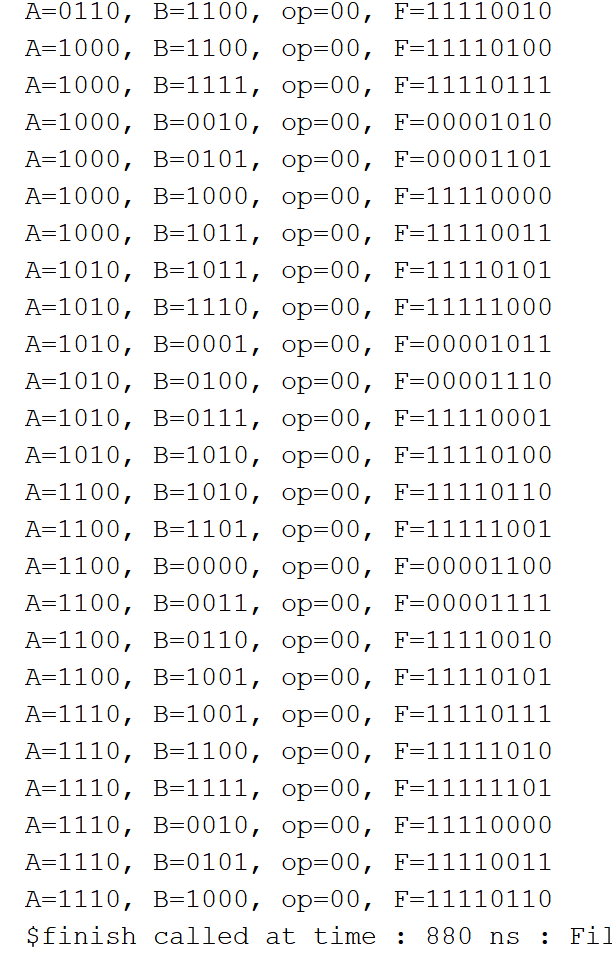 A=0110, B=1100, op=00, F=11110010
A=1000, B=1100, op=00, F=11110100
A=1000, B=1111, op=00, F=11110111
A=1000, B=0010, op=00, F=00001010
A=1000, B=0101, op=00, F=00001101
A=1000, B=1000, op=00, F=11110000
A=1000, B=1011, op=00, F=11110011
A=1010, B=1011, op=00, F=11110101
A=1010, B=1110, op=00, F=11111000
A=1010, B=0001, op=00, F=00001011
A=1010, B=0100, op=00, F=00001110
A=1010, B=0111, op=00, F=11110001
A=1010, B=1010, op=00, F=11110100
A=1100, B=1010, op=00, F=11110110
A=1100, B=1101, op=00, F=11111001
A=1100, B=0000, op=00, F=00001100
A=1100, B=0011, op=00, F=00001111
A=1100, B=0110, op=00, F=11110010
A=1100, B=1001, op=00, F=11110101
A=1110, B=1001, op=00, F=11110111
A=1110, B=1100, op=00, F=11111010
A=1110, B=1111, op=00, F=11111101
A=1110, B=0010, op=00, F=11110000
A=1110, B=0101, op=00, F=11110011
A=1110, B=1000, op=00, F=11110110
$finish called at time : 880 ns : Fil